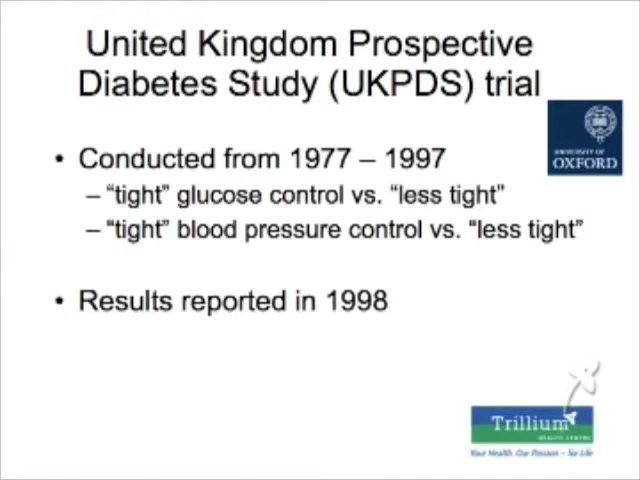 United Kingdom Prospective
Diabetes Study (UKPDS) trial
• Conducted from 1977 – 1997
– “tight” glucose control vs. “less tight”
– “tight” blood pressure control vs. “less tight”
• Results reported in 1998
UNIVERSITY OF
OXFORD
Trillium
HEALTH CENTRE
Your Health. Our Passion – for Life